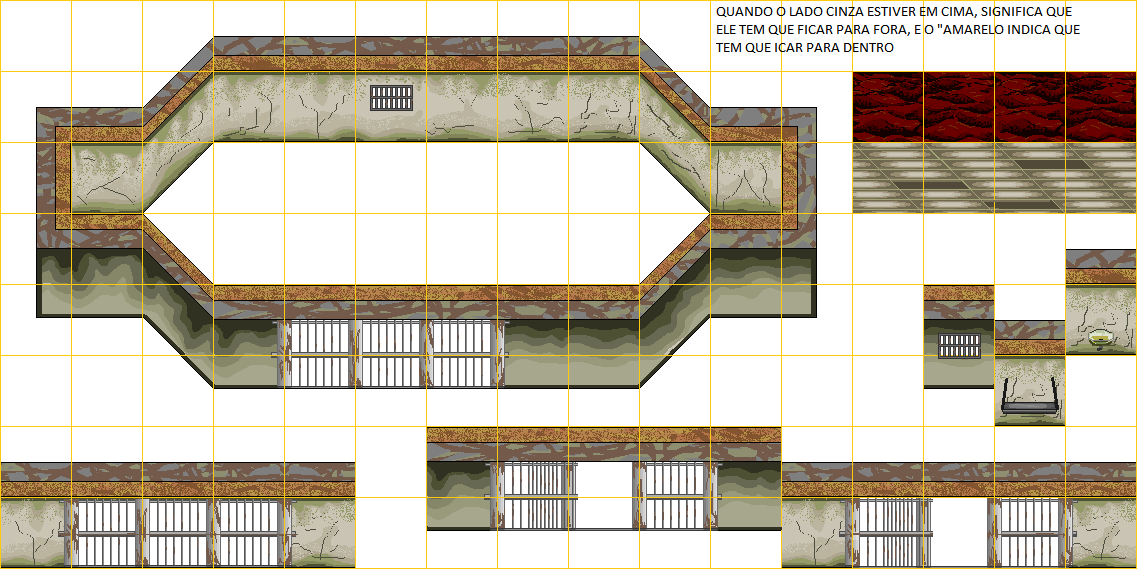 QUANDO O LADO CINZA ESTIVER EM CIMA, SIGNIFICA QUE
ELE TEM QUE FICAR PARA FORA, E O "AMARELO INDICA QUE
TEM QUE ICAR PARA DENTRO